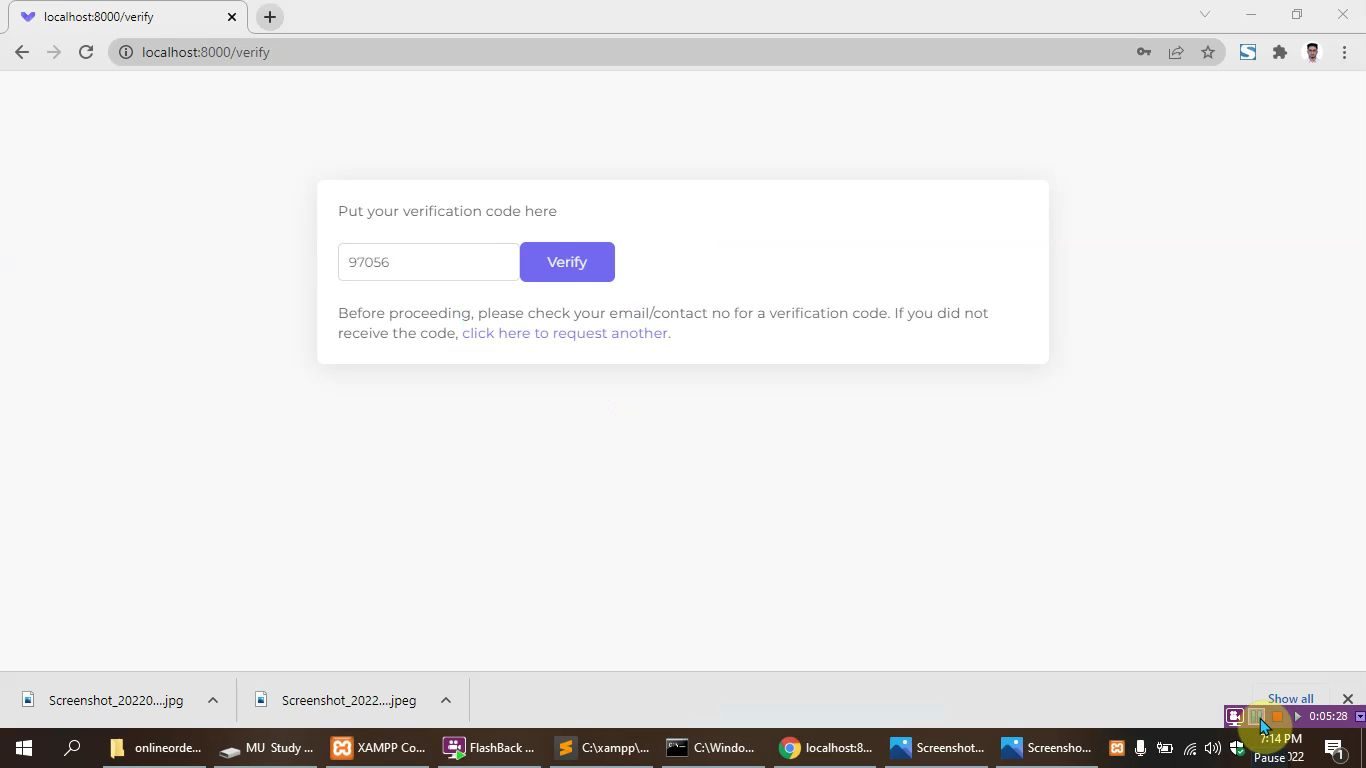 localhost:8000/verify
localhost:8000/verify
Put your verification code here
97056
Verify
Before proceeding, please check your email/contact no for a verification code. If you did not
receive the code, click here to request another.
Screenshot_20220....jpg
Screenshot_2022....jpeg
Show all
0:05:28
onlineorde...
MU Study ...
XAMPP Co...
FlashBack ...
C:\xampp\...
C:\Windo...
localhost:8...
Screenshot...
Screensho...
7:14 PM
Pause
022
1